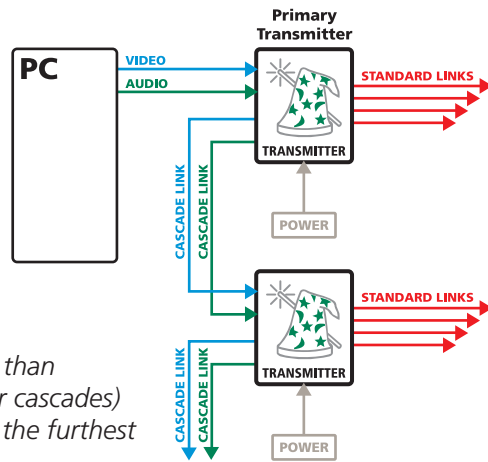 Primary
Transmitter
PC
VIDEO
AUDIO
STANDARD LINKS
TRANSMITTER
CASCADE LINK
CASCADE LINK
POWER
STANDARD LINKS
TRANSMITTER
than
r cascades)
the furthest
CASCADE LINK
CASCADE LINK
POWER